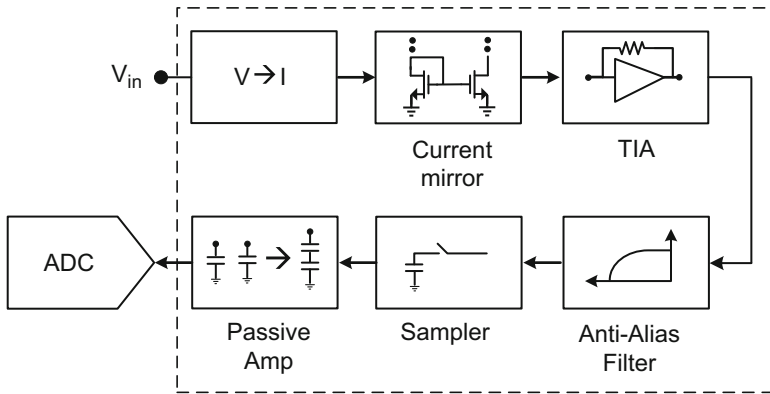 V_in
V → I
Current
mirror
TIA
ADC
Passive
Amp
Sampler
Anti-Alias
Filter